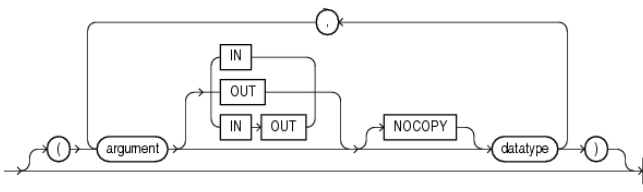 ,
IN
OUT
IN OUT
NOCOPY
( argument datatype )